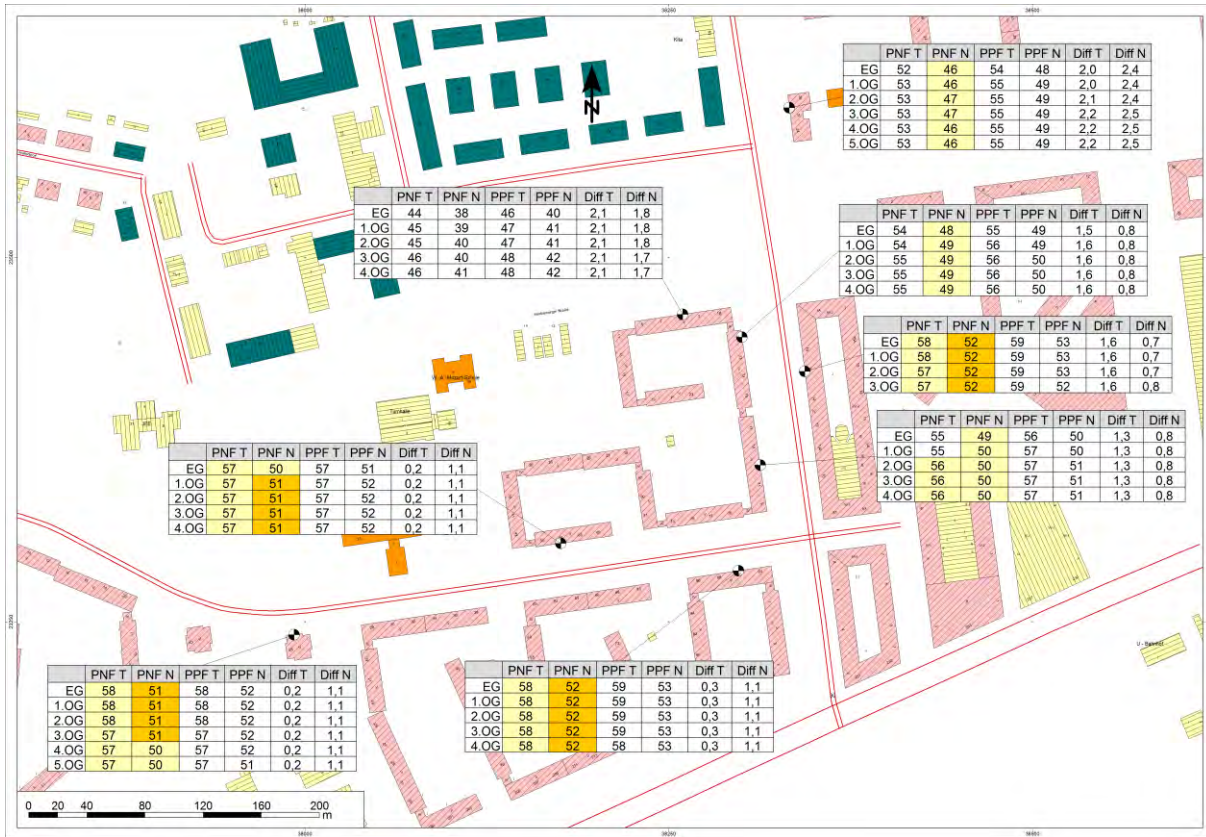 Kita
PNF T PNF N PPF T PPF N Diff T Diff N
EG 52 46 54 48 2,0 2,4
1.OG 53 46 55 49 2,0 2,4
2.OG 53 47 55 49 2,1 2,4
3.OG 53 47 55 49 2,2 2,5
4.OG 53 46 55 49 2,2 2,5
5.OG 53 46 55 49 2,2 2,5
N
PNF T PNF N PPF T PPF N Diff T Diff N
EG 44 38 46 40 2,1 1,8
1.OG 45 39 47 41 2,1 1,8
2.OG 45 40 47 41 2,1 1,8
3.OG 46 40 48 42 2,1 1,7
4.OG 46 41 48 42 2,1 1,7
PNF T PNF N PPF T PPF N Diff T Diff N
EG 54 48 55 49 1,5 0,8
1.OG 54 49 56 49 1,6 0,8
2.OG 55 49 56 50 1,6 0,8
3.OG 55 49 56 50 1,6 0,8
4.OG 55 49 56 50 1,6 0,8
PNF T PNF N PPF T PPF N Diff T Diff N
EG 58 52 59 53 1,6 0,7
1.OG 58 52 59 53 1,6 0,7
2.OG 57 52 59 53 1,6 0,7
3.OG 57 52 59 52 1,6 0,8
Turnhalle
PNF T PNF N PPF T PPF N Diff T Diff N
EG 55 49 56 50 1,3 0,8
1.OG 55 50 57 50 1,3 0,8
2.OG 56 50 57 51 1,3 0,8
3.OG 56 50 57 51 1,3 0,8
4.OG 56 50 57 51 1,3 0,8
PNF T PNF N PPF T PPF N Diff T Diff N
EG 57 50 57 51 0,2 1,1
1.OG 57 51 57 52 0,2 1,1
2.OG 57 51 57 52 0,2 1,1
3.OG 57 51 57 52 0,2 1,1
4.OG 57 51 57 52 0,2 1,1
U - Bahnhof
PNF T PNF N PPF T PPF N Diff T Diff N
EG 58 51 58 52 0,2 1,1
1.OG 58 51 58 52 0,2 1,1
2.OG 58 51 58 52 0,2 1,1
3.OG 57 51 57 52 0,2 1,1
4.OG 57 50 57 52 0,2 1,1
5.OG 57 50 57 51 0,2 1,1
PNF T PNF N PPF T PPF N Diff T Diff N
EG 58 52 59 53 0,3 1,1
1.OG 58 52 59 53 0,3 1,1
2.OG 58 52 59 53 0,3 1,1
3.OG 58 52 59 53 0,3 1,1
4.OG 58 52 58 53 0,3 1,1
0 20 40 80 120 160 200
m